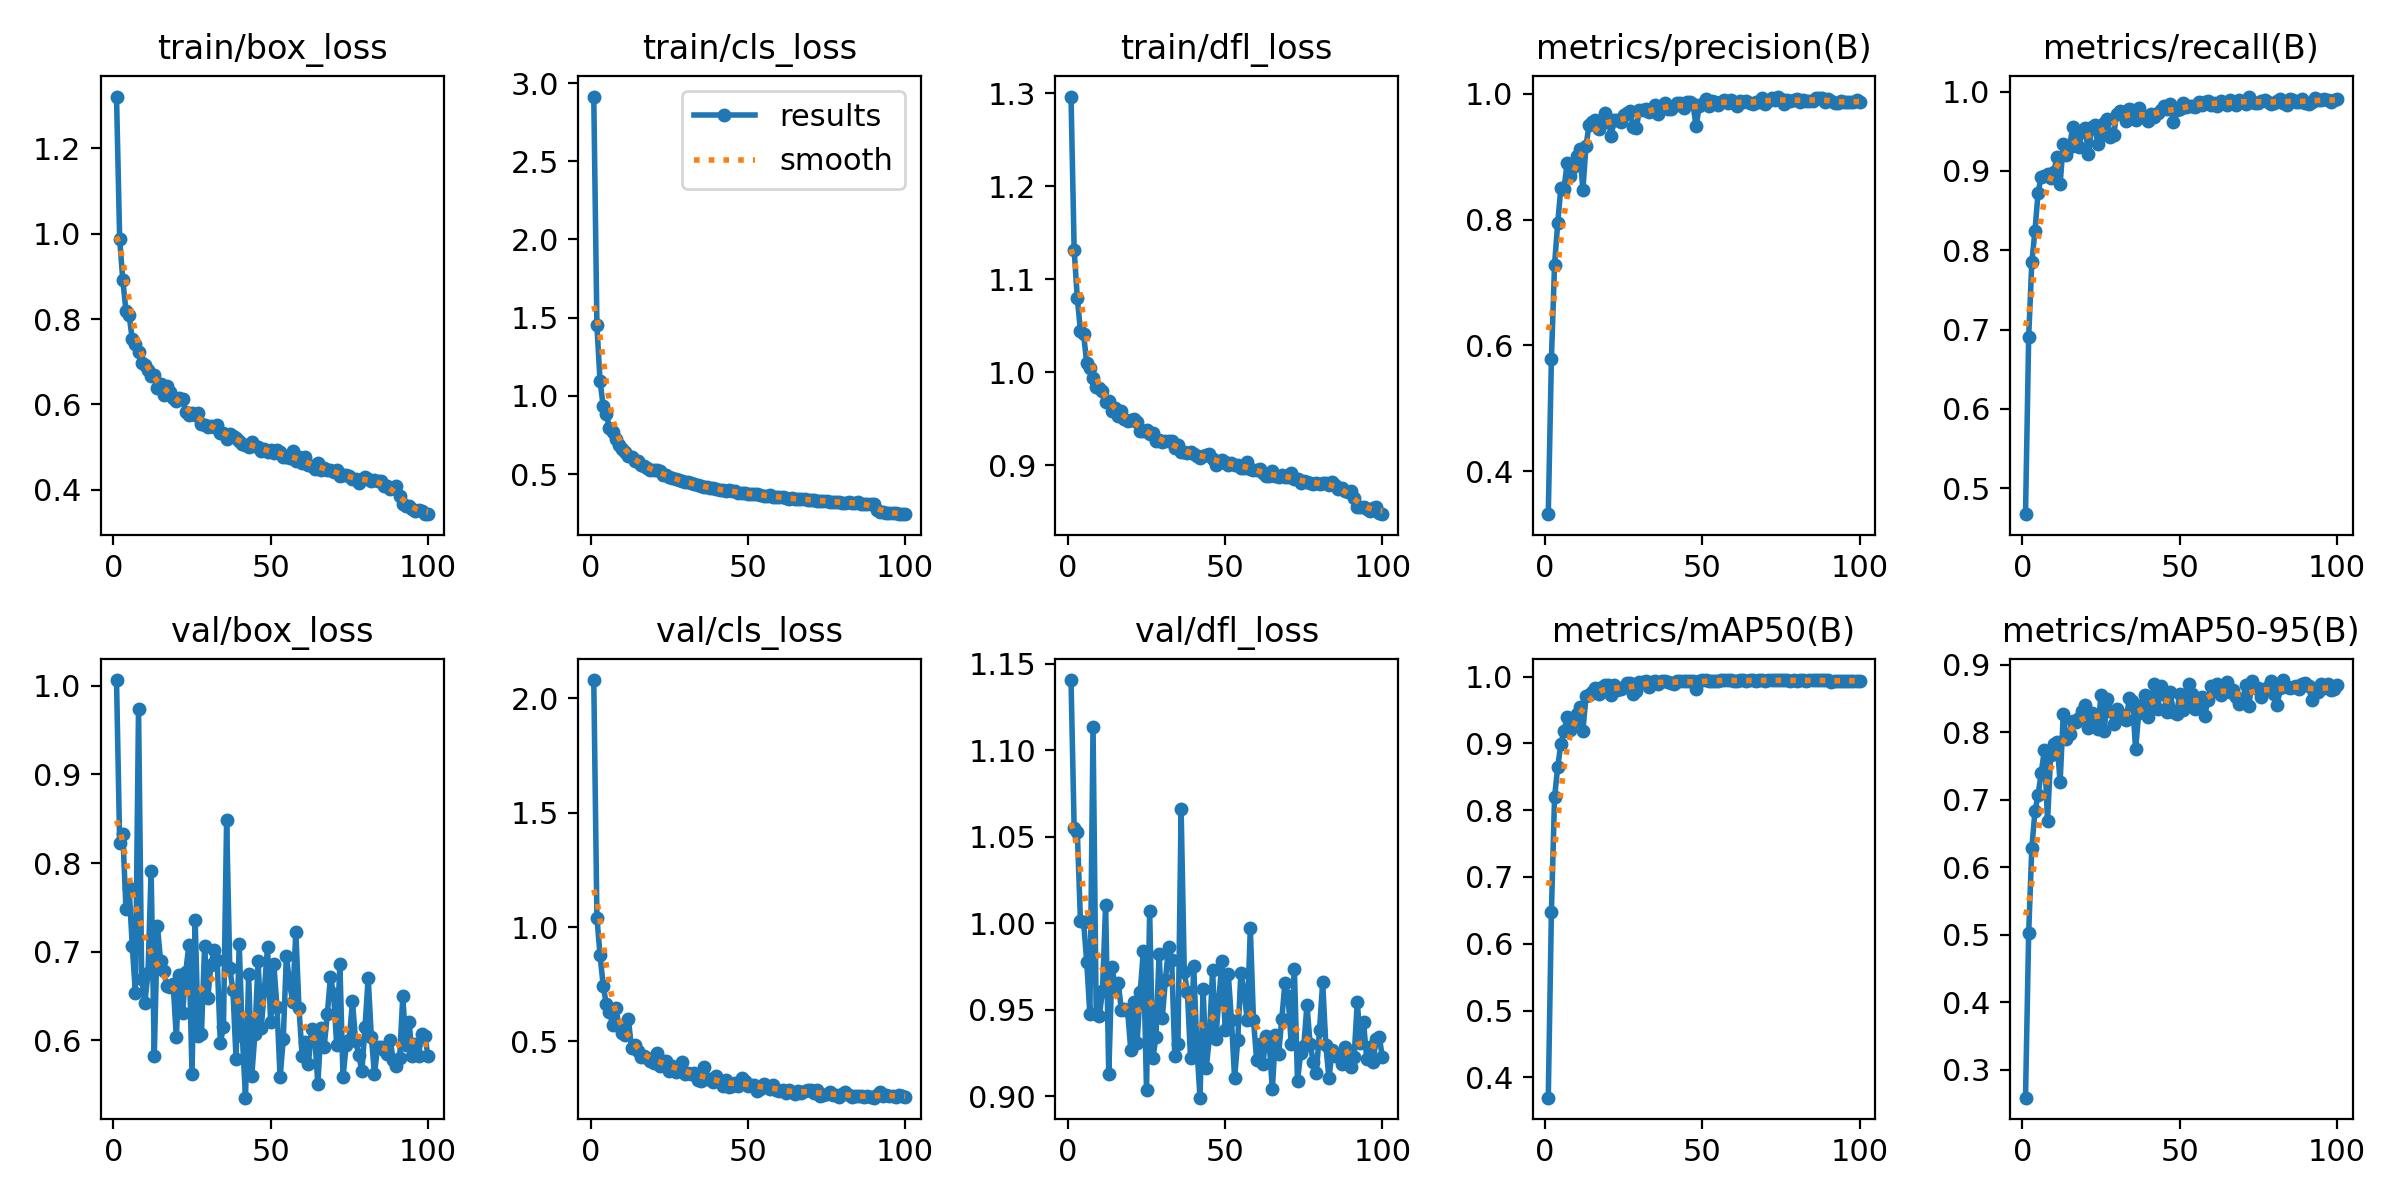 train/box_loss
1.2
1.0
0.8
0.6
0.4
0 50 100
train/cls_loss
3.0
2.5
2.0
1.5
1.0
0.5
0 50 100
results
smooth
train/dfl_loss
1.3
1.2
1.1
1.0
0.9
0 50 100
metrics/precision(B)
1.0
0.8
0.6
0.4
0 50 100
metrics/recall(B)
1.0
0.9
0.8
0.7
0.6
0.5
0 50 100
val/box_loss
1.0
0.9
0.8
0.7
0.6
0 50 100
val/cls_loss
2.0
1.5
1.0
0.5
0 50 100
val/dfl_loss
1.15
1.10
1.05
1.00
0.95
0.90
0 50 100
metrics/mAP50(B)
1.0
0.9
0.8
0.7
0.6
0.5
0.4
0 50 100
metrics/mAP50-95(B)
0.9
0.8
0.7
0.6
0.5
0.4
0.3
0 50 100